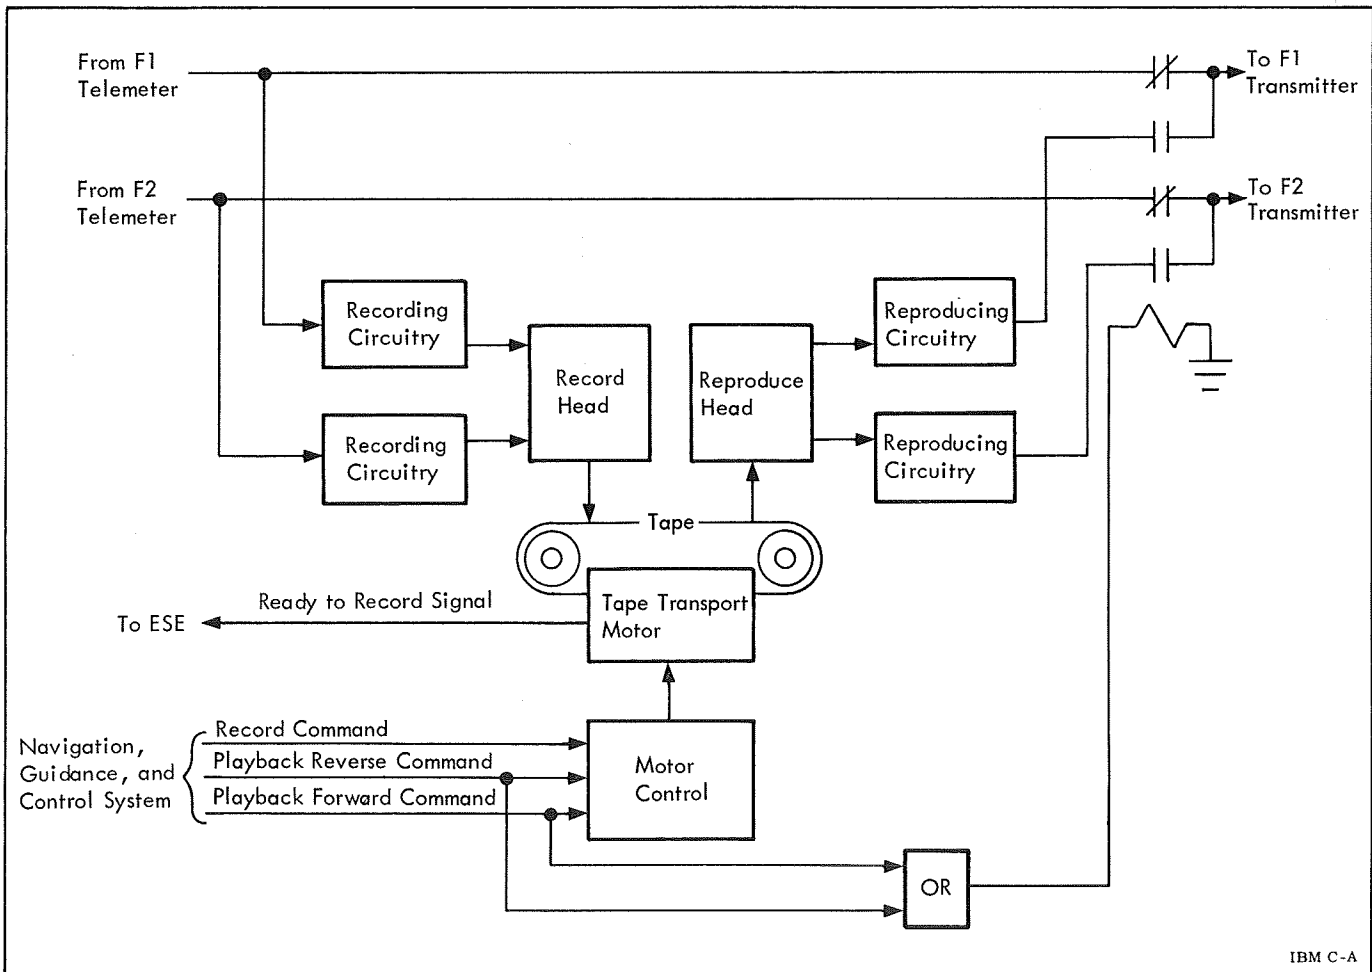 From F1
Telemeter
To F1
Transmitter
From F2
Telemeter
To F2
Transmitter
Recording
Circuitry
Record
Head
Reproduce
Head
Reproducing
Circuitry
Recording
Circuitry
Reproducing
Circuitry
Tape
Ready to Record Signal
To ESE
Tape Transport
Motor
Navigation,
Guidance, and
Control System
Record Command
Playback Reverse Command
Playback Forward Command
Motor
Control
OR
IBM C-A